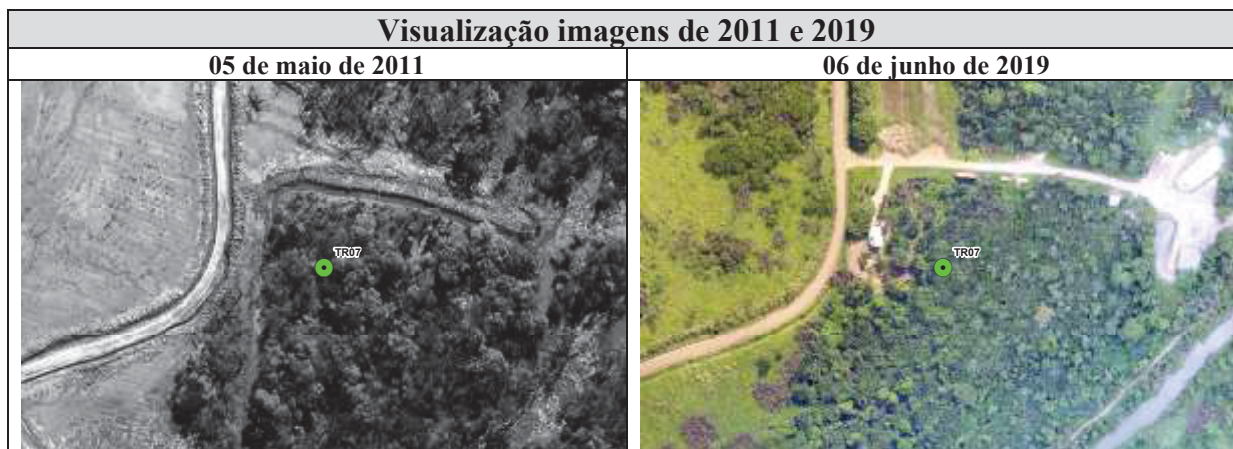 Visualização imagens de 2011 e 2019
05 de maio de 2011
06 de junho de 2019
TR07
TR07